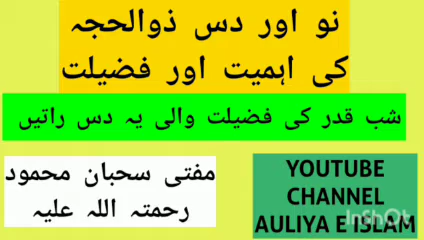 نو اور دس ذوالحجہ
کی اہمیت اور فضیلت
شب قدر کی فضیلت والی یہ دس راتیں
مفتی سحبان محمود
رحمتہ اللہ علیہ
YOUTUBE
CHANNEL
AULIYA E ISLAM
InShOt